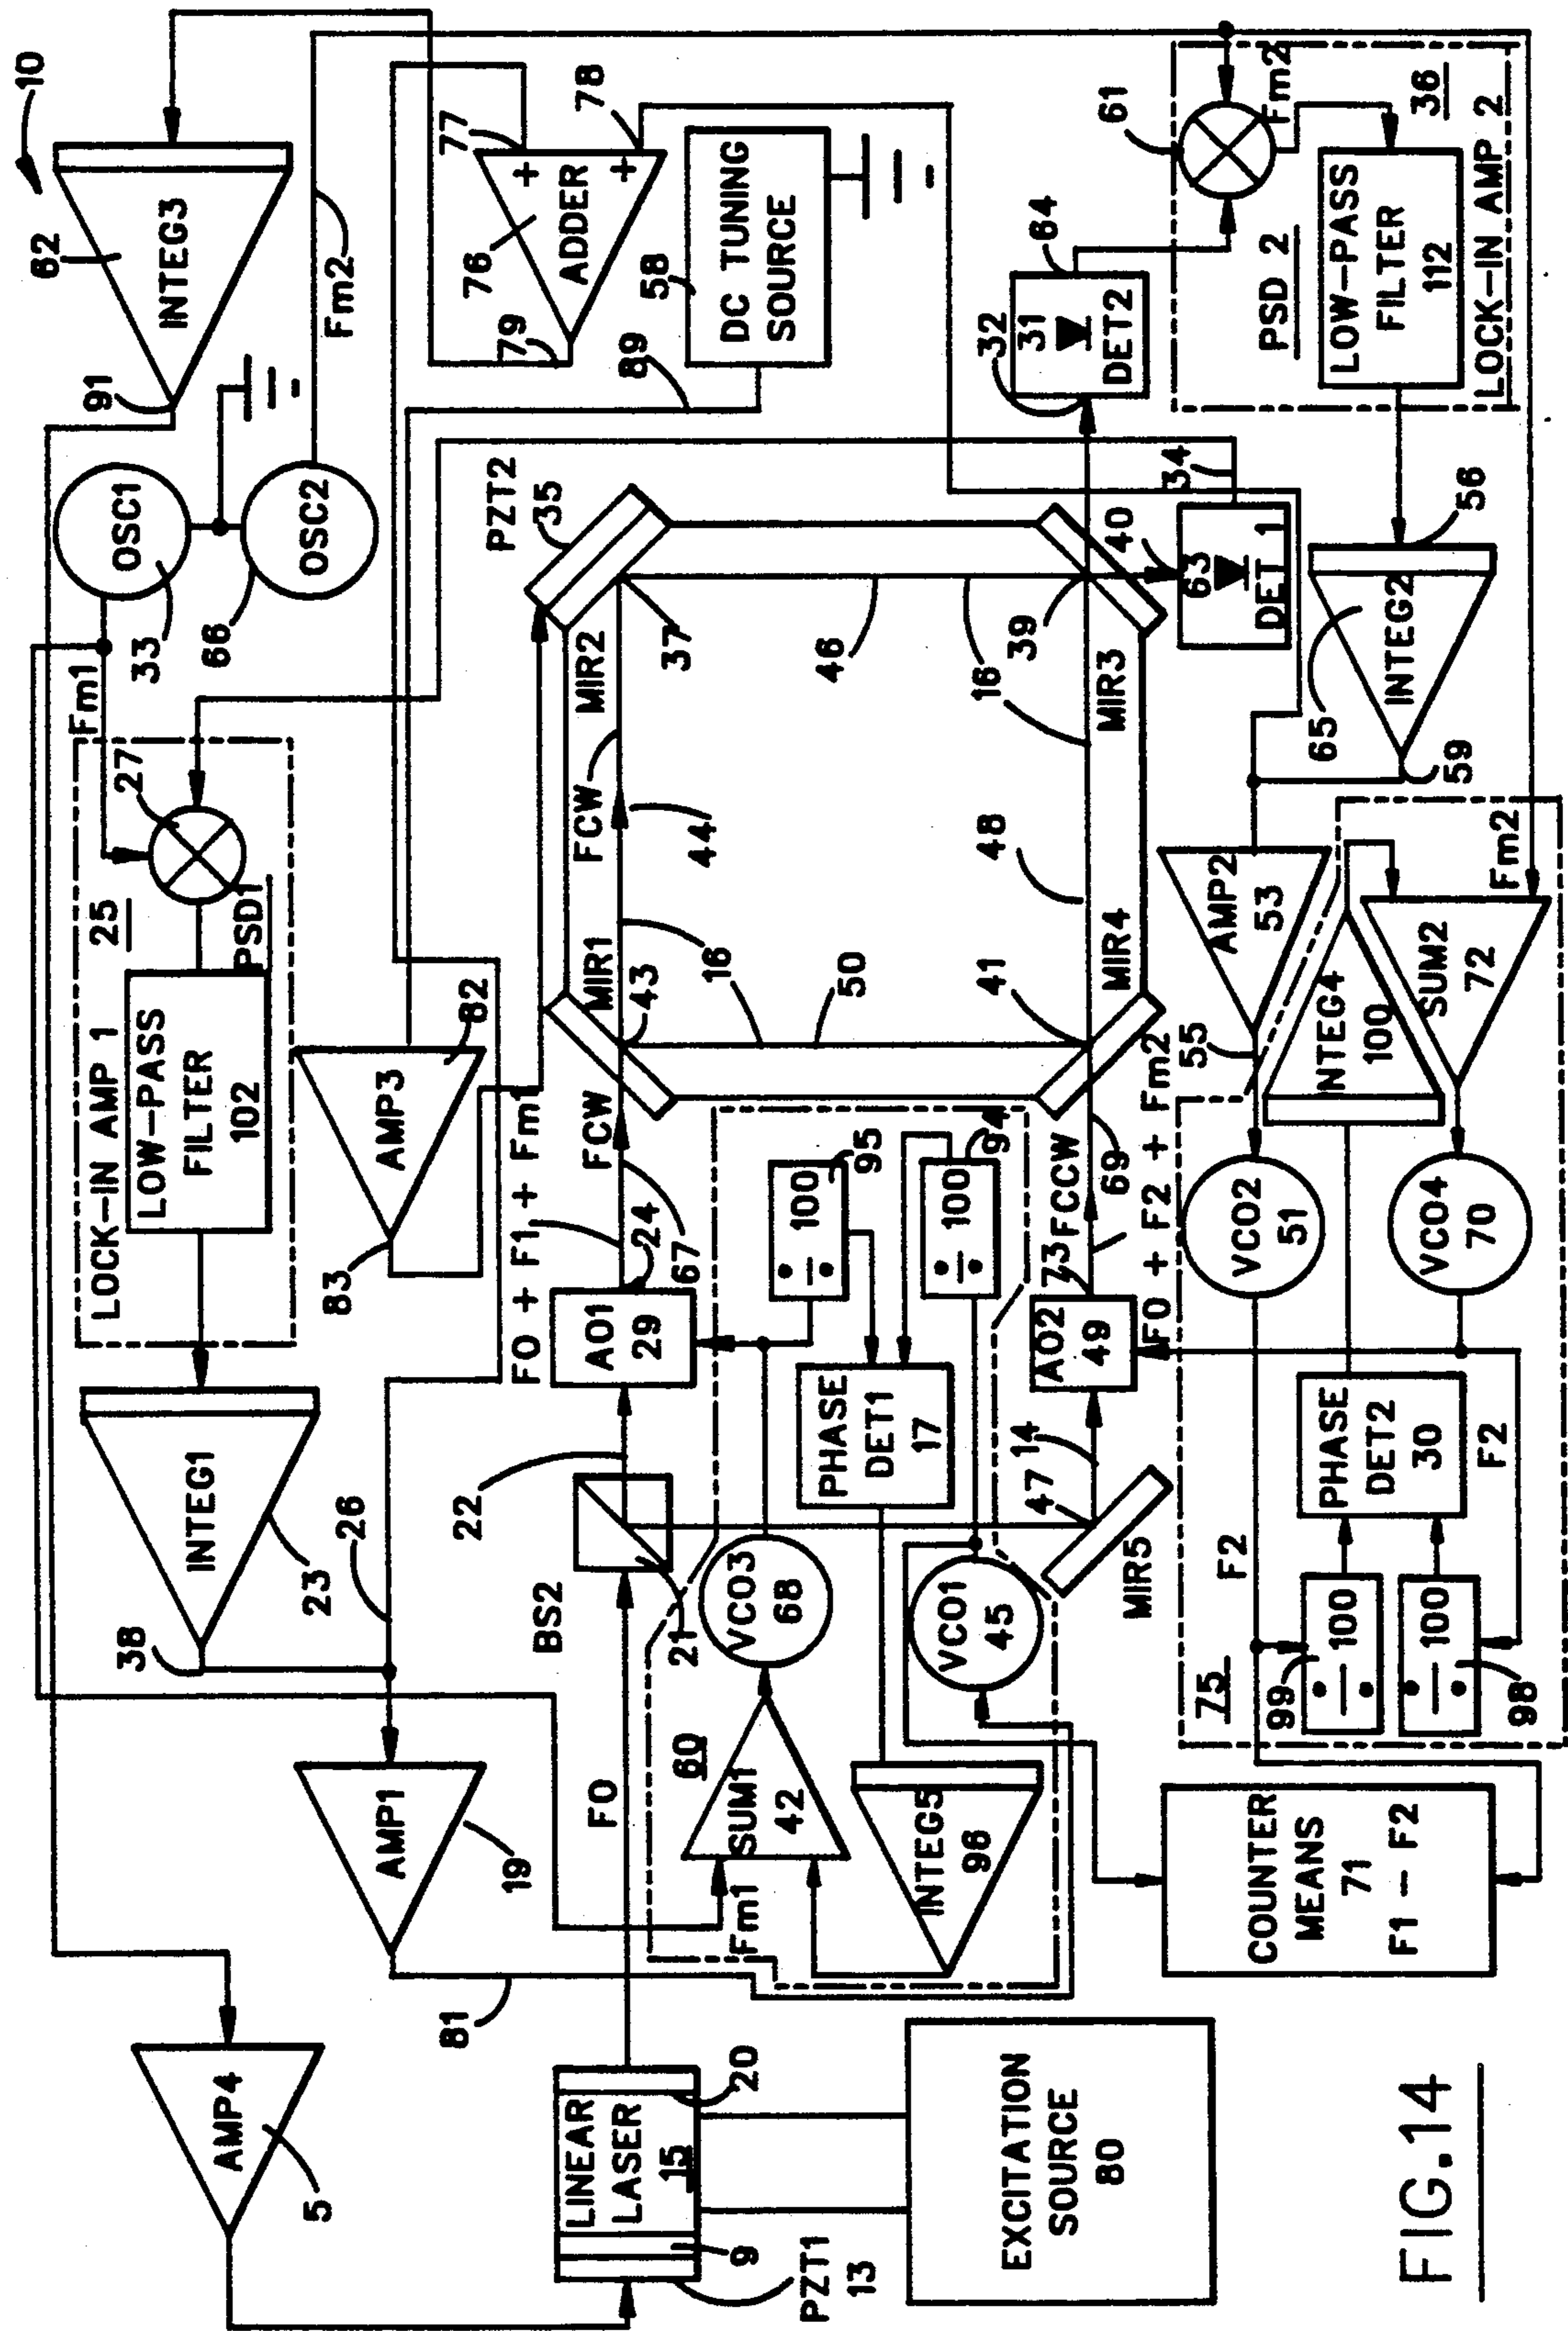 10
INTEG3
62
91
OSC1
33
OSC2
66
Fm2
Fm1
ADDER
76
77
78
79
+
+
DC TUNING
SOURCE
58
89
LOCK-IN AMP 1
25
LOW-PASS
FILTER
102
PSD1
27
INTEG1
23
38
26
AMP1
19
81
AMP4
5
AMP3
82
83
PZT2
35
MIR2
37
FCW
44
MIR1
43
16
50
46
16
39
MIR3
48
MIR4
41
40
34
63
DET 1
32
31
DET2
64
61
Fm2
PSD 2
36
LOW-PASS
FILTER
112
LOCK-IN AMP 2
56
INTEG2
65
59
AMP2
53
55
INTEG4
100
SUM2
72
Fm2
VCO2
51
VCO4
70
PHASE
DET2
30
F2
F2
÷ 100
99
÷ 100
98
75
FCW
F0 + F1 + Fm1
24
67
AO1
29
22
BS2
21
F0
÷ 100
95
÷ 100
94
PHASE
DET1
17
FCCW
69
73
F0 + F2 + Fm2
AO2
49
14
47
MIR5
VCO3
68
VCO1
45
60
SUM1
42
Fm1
INTEG5
96
COUNTER
MEANS
71
F1 - F2
LINEAR
LASER
15
20
9
PZT1
13
EXCITATION
SOURCE
80
FIG.14